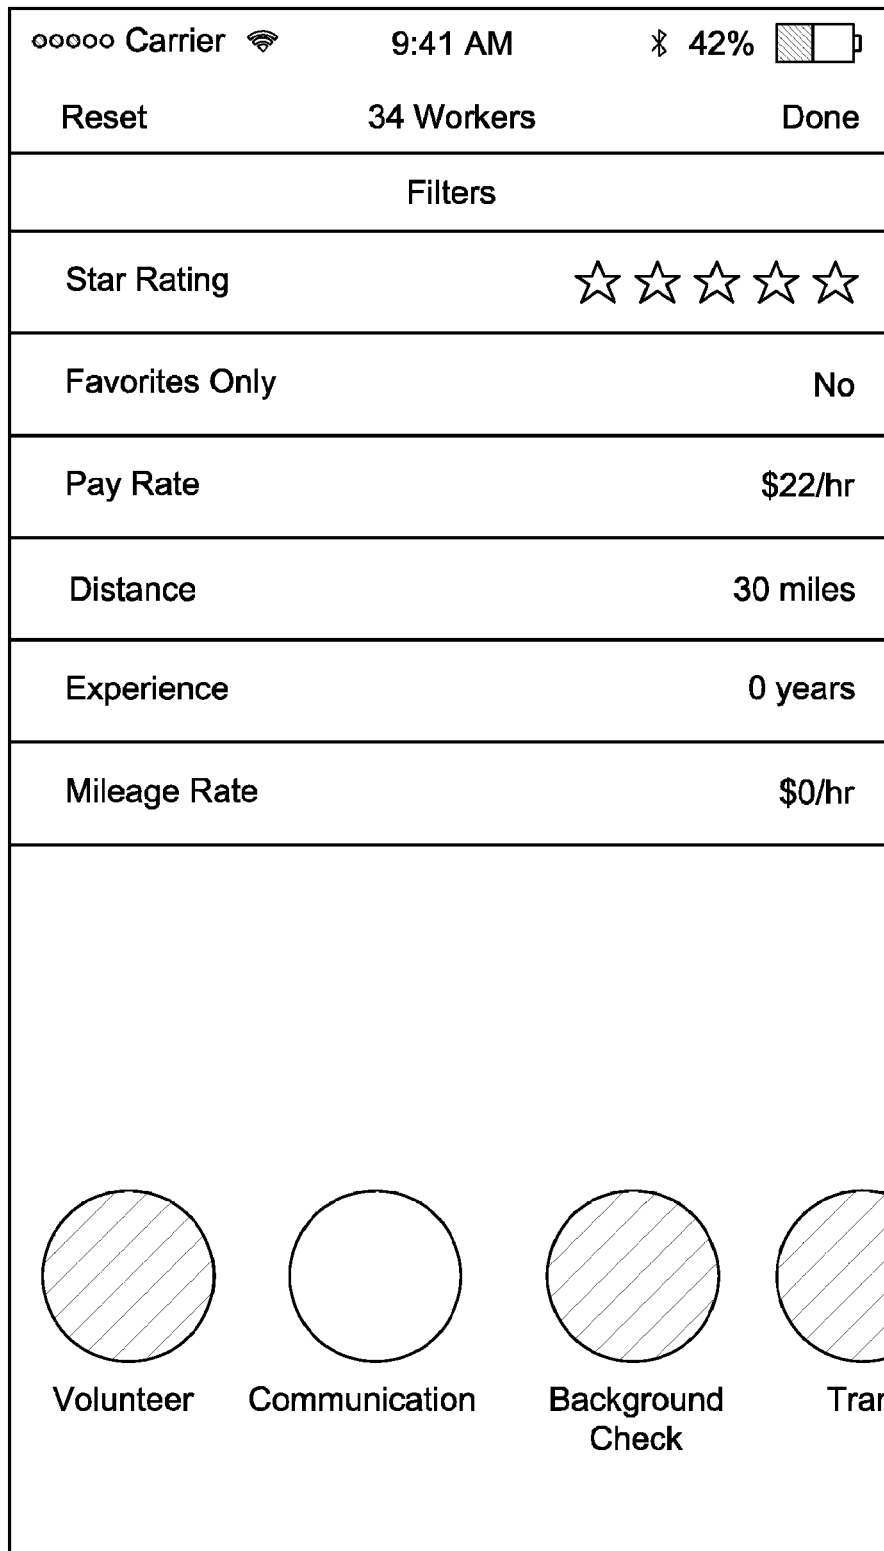 Carrier 9:41 AM 42%
Reset 34 Workers Done
Filters
Star Rating
Favorites Only No
Pay Rate $22/hr
Distance 30 miles
Experience 0 years
Mileage Rate $0/hr
Volunteer Communication Background
Check